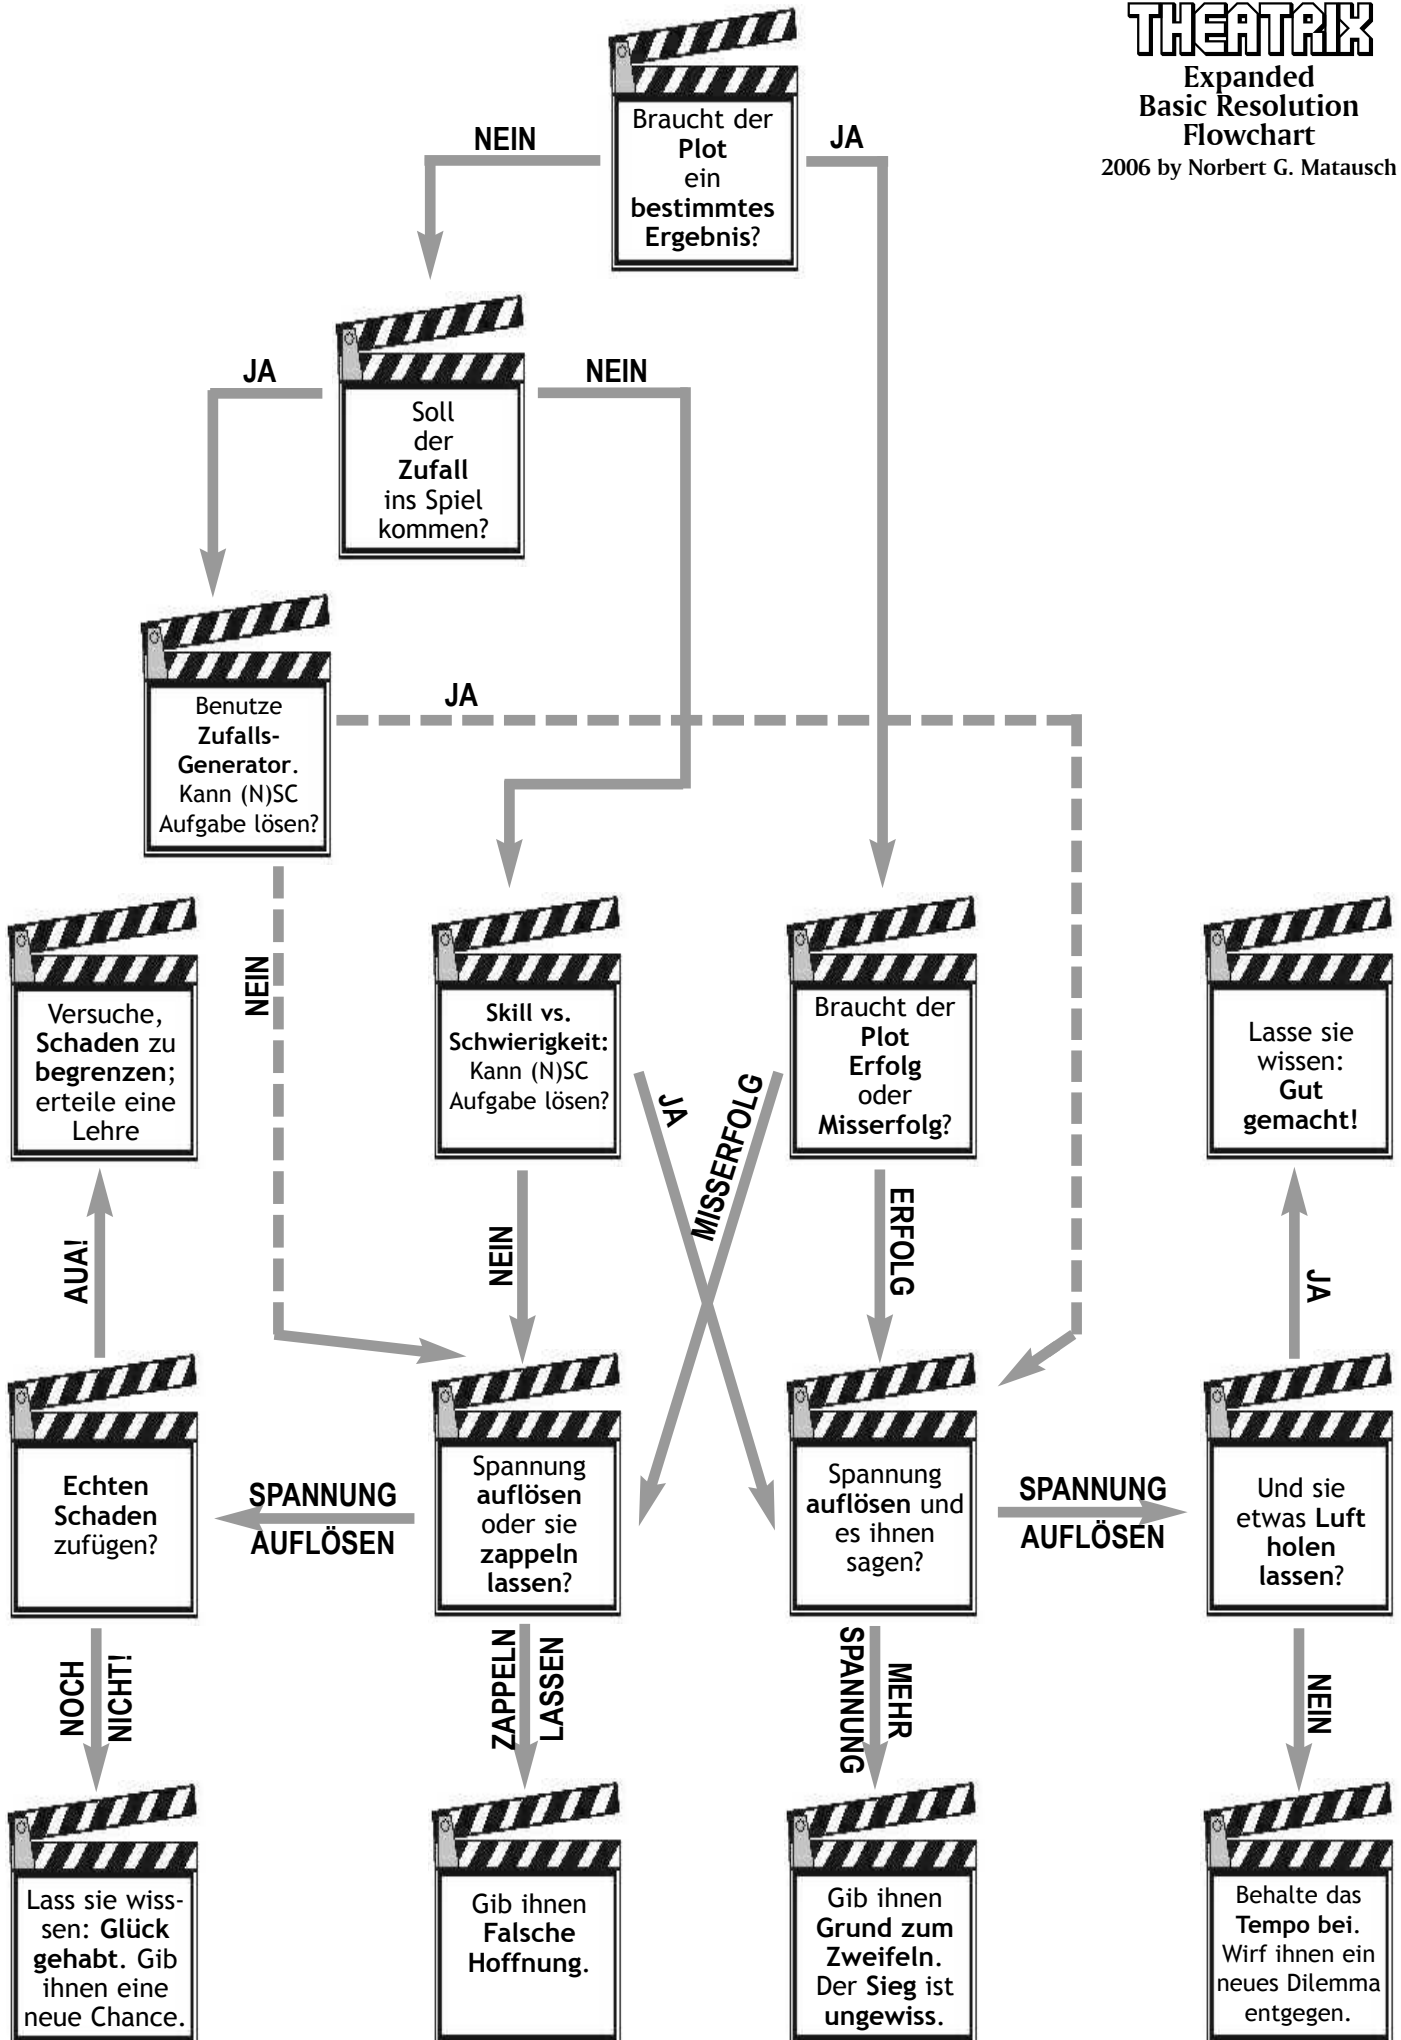 THEATRIX
Expanded
Basic Resolution
Flowchart
2006 by Norbert G. Matausch
Braucht der
Plot
ein
bestimmtes
Ergebnis?
NEIN
JA
Soll
der
Zufall
ins Spiel
kommen?
JA
NEIN
Benutze
Zufalls-
Generator.
Kann (N)SC
Aufgabe lösen?
JA
NEIN
Versuche,
Schaden zu
begrenzen;
erteile eine
Lehre
Skill vs.
Schwierigkeit:
Kann (N)SC
Aufgabe lösen?
Braucht der
Plot
Erfolg
oder
Misserfolg?
Lasse sie
wissen:
Gut
gemacht!
AUA!
NEIN
JA
MISSERFOLG
ERFOLG
JA
Echten
Schaden
zufügen?
SPANNUNG
AUFLÖSEN
Spannung
auflösen
oder sie
zappeln
lassen?
Spannung
auflösen und
es ihnen
sagen?
SPANNUNG
AUFLÖSEN
Und sie
etwas Luft
holen
lassen?
NOCH
NICHT!
ZAPPELN
LASSEN
MEHR
SPANNUNG
NEIN
Lass sie wiss-
sen: Glück
gehabt. Gib
ihnen eine
neue Chance.
Gib ihnen
Falsche
Hoffnung.
Gib ihnen
Grund zum
Zweifeln.
Der Sieg ist
ungewiss.
Behalte das
Tempo bei.
Wirf ihnen ein
neues Dilemma
entgegen.